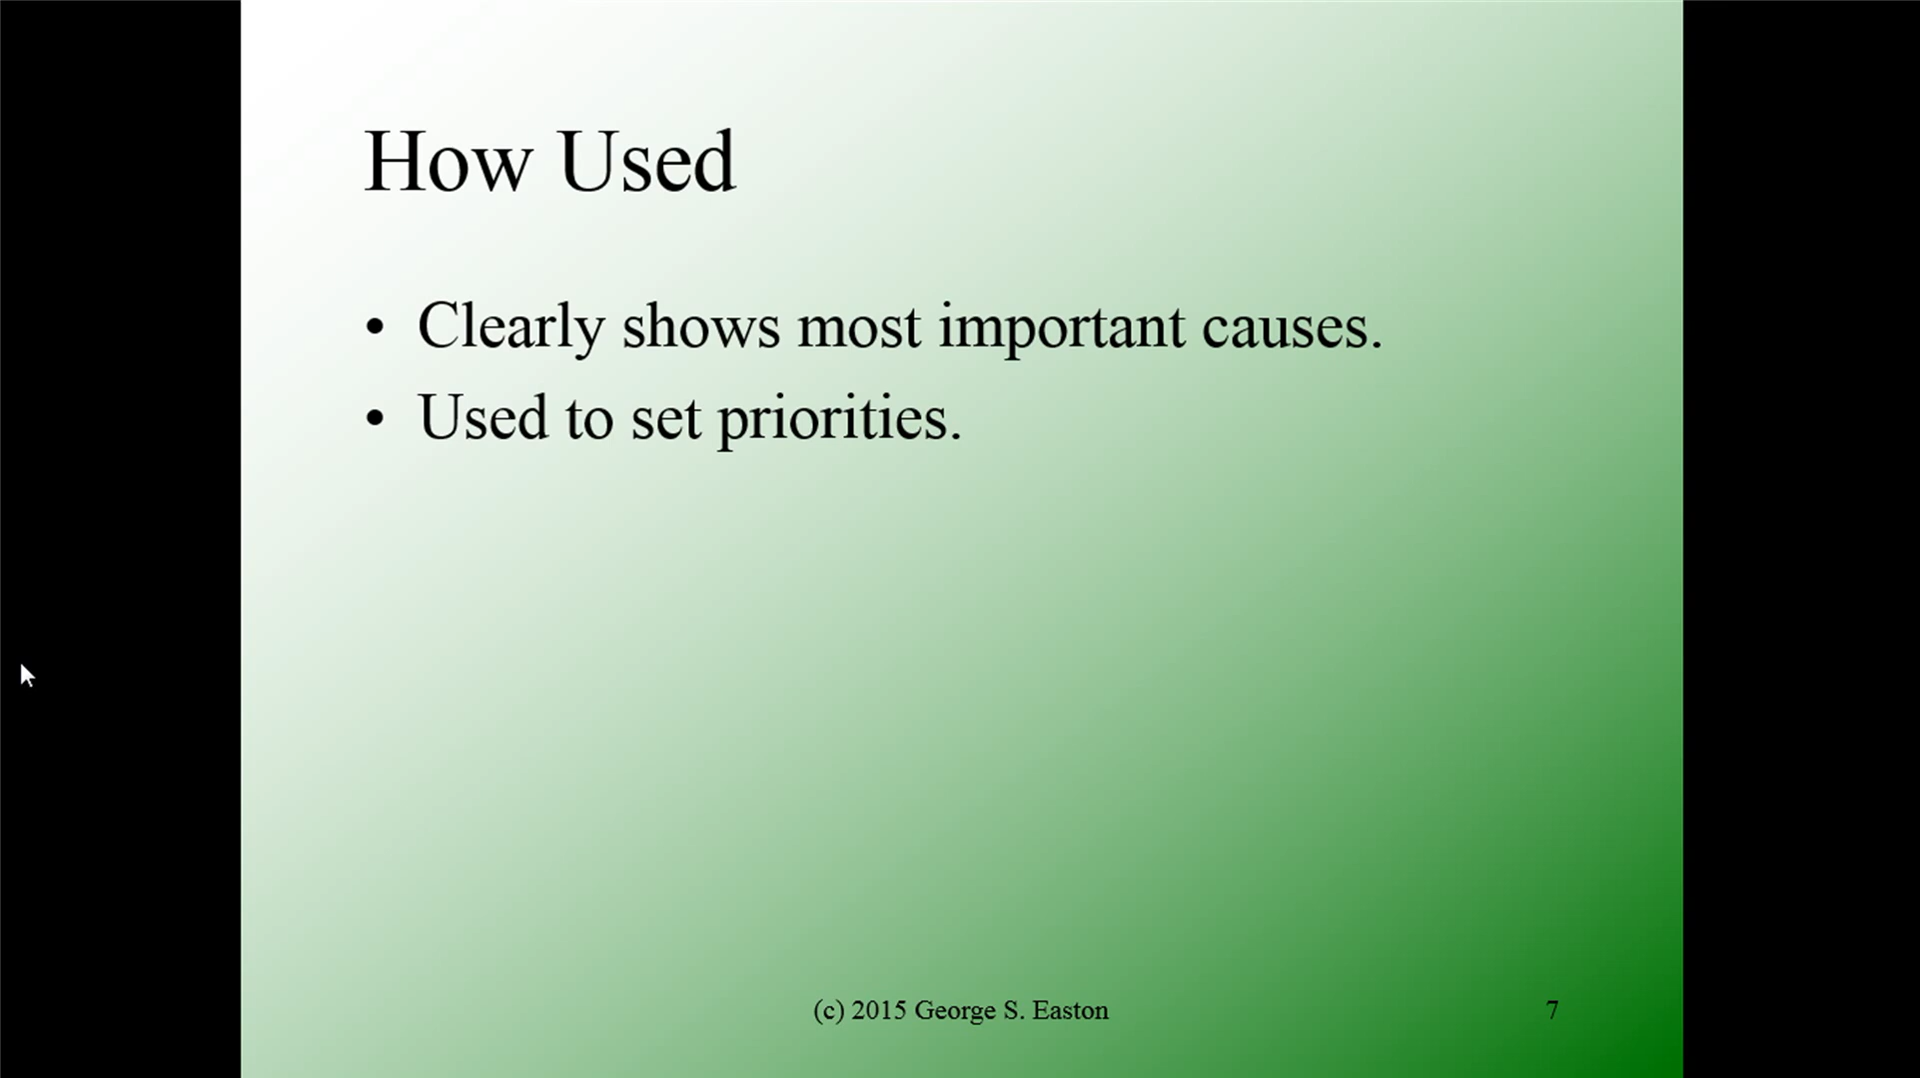 How Used
• Clearly shows most important causes.
• Used to set priorities.
(c) 2015 George S. Easton
7